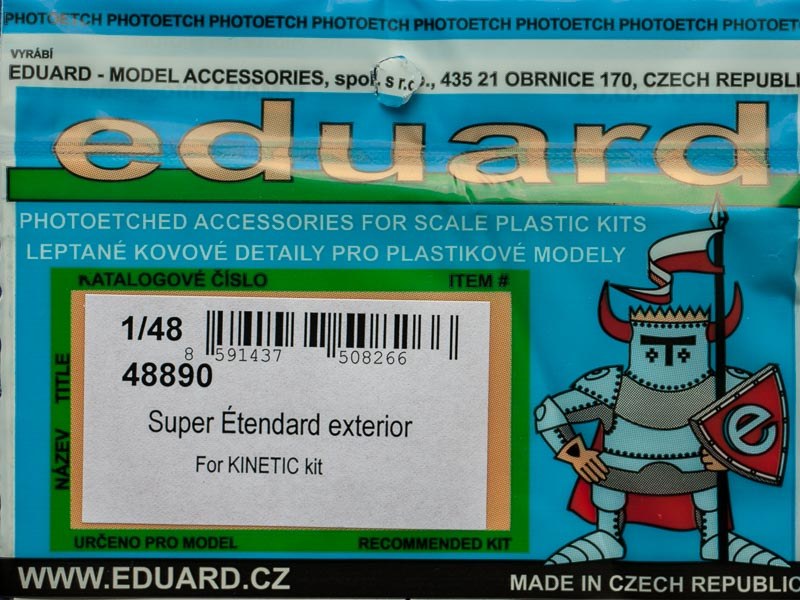 PHOTOETCH PHOTOETCH PHOTOETCH PHOTOETCH PHOTOETCH PHOTOETCH PHOTOETCH PHOTOETCH
VYRÁBÍ
EDUARD - MODEL ACCESSORIES, spol. s r.o., 435 21 OBRNICE 170, CZECH REPUBLI
eduard
PHOTOETCHED ACCESSORIES FOR SCALE PLASTIC KITS
LEPTANÉ KOVOVÉ DETAILY PRO PLASTIKOVÉ MODELY
KATALOGOVÉ ČÍSLO ITEM #
1/48
8 591437 508266
48890
Super Étendard exterior
For KINETIC kit
NÁZEV TITLE
URČENO PRO MODEL RECOMMENDED KIT
e
WWW.EDUARD.CZ
MADE IN CZECH REPUBLIC